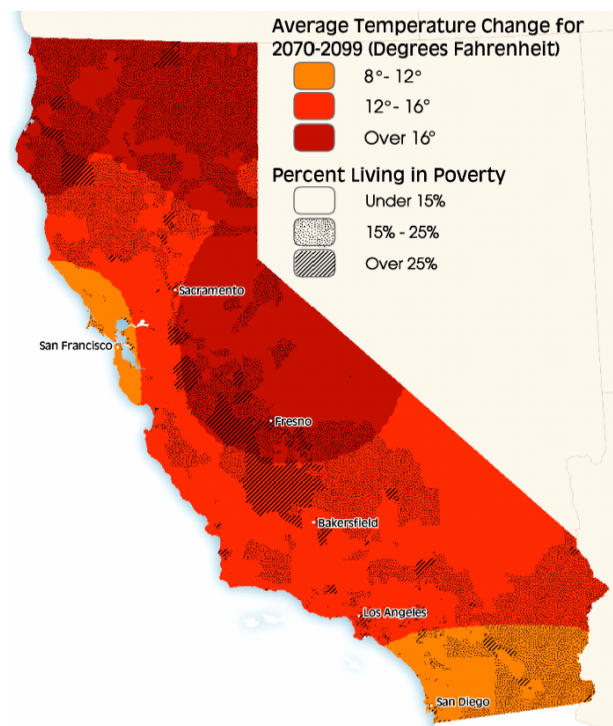 Average Temperature Change for
2070-2099 (Degrees Fahrenheit)
8°- 12°
12°- 16°
Over 16°
Percent Living in Poverty
Under 15%
15% - 25%
Over 25%
Sacramento
San Francisco
Fresno
Bakersfield
Los Angeles
San Diego